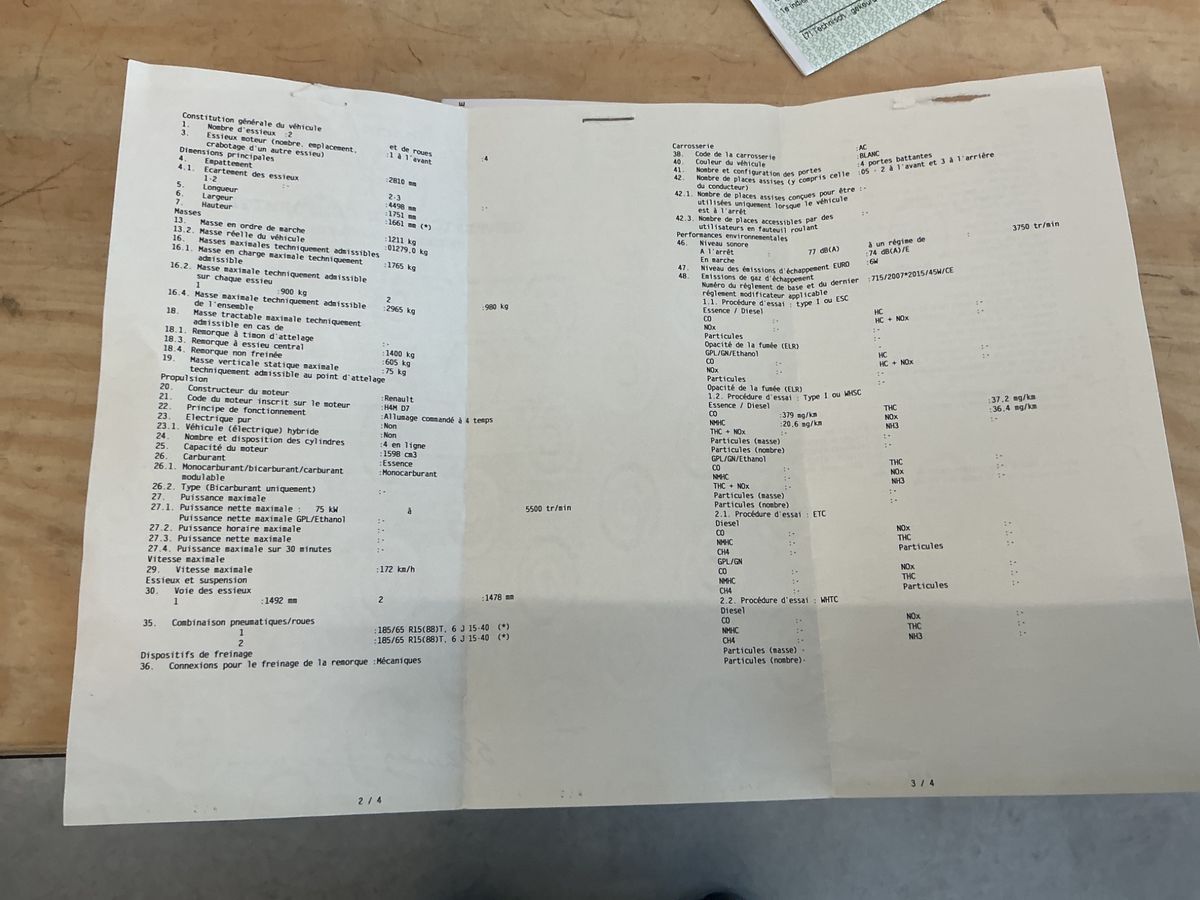 1e indie
(7) Technisch gekeurd
Constitution générale du véhicule
1. Nombre d'essieux :2 et de roues :4
3. Essieux moteur (nombre, emplacement, :1 à l'avant
crabotage d'un autre essieu)
Dimensions principales
4. Empattement :2810 mm
4.1. Ecartement des essieux
1-2 :- 2-3 :-
5. Longueur :4498 mm
6. Largeur :1751 mm
7. Hauteur :1661 mm (*)
Masses
13. Masse en ordre de marche :1211 kg
13.2. Masse réelle du véhicule :01279,0 kg
16. Masses maximales techniquement admissibles
16.1. Masse en charge maximale techniquement :1765 kg
admissible
16.2. Masse maximale techniquement admissible
sur chaque essieu
1 :900 kg 2 :980 kg
16.4. Masse maximale techniquement admissible :2965 kg
de l'ensemble
18. Masse tractable maximale techniquement
admissible en cas de
18.1. Remorque à timon d'attelage :-
18.3. Remorque à essieu central :1400 kg
18.4. Remorque non freinée :605 kg
19. Masse verticale statique maximale :75 kg
techniquement admissible au point d'attelage
Propulsion
20. Constructeur du moteur :Renault
21. Code du moteur inscrit sur le moteur :H4M D7
22. Principe de fonctionnement :Allumage commandé à 4 temps
23. Electrique pur :Non
23.1. Véhicule (électrique) hybride :Non
24. Nombre et disposition des cylindres :4 en ligne
25. Capacité du moteur :1598 cm3
26. Carburant :Essence
26.1. Monocarburant/bicarburant/carburant :Monocarburant
modulable
26.2. Type (Bicarburant uniquement) :-
27. Puissance maximale
27.1. Puissance nette maximale : 75 kW à 5500 tr/min
Puissance nette maximale GPL/Ethanol :-
27.2. Puissance horaire maximale :-
27.3. Puissance nette maximale :-
27.4. Puissance maximale sur 30 minutes :-
Vitesse maximale
29. Vitesse maximale :172 km/h
Essieux et suspension
30. Voie des essieux
1 :1492 mm 2 :1478 mm
35. Combinaison pneumatiques/roues
1 :185/65 R15(88)T, 6 J 15-40 (*)
2 :185/65 R15(88)T, 6 J 15-40 (*)
Dispositifs de freinage
36. Connexions pour le freinage de la remorque :Mécaniques
2 / 4
Carrosserie
38. Code de la carrosserie :AC
40. Couleur du véhicule :BLANC
41. Nombre et configuration des portes :4 portes battantes
42. Nombre de places assises (y compris celle :05 - 2 à l'avant et 3 à l'arrière
du conducteur)
42.1. Nombre de places assises conçues pour être :-
utilisées uniquement lorsque le véhicule
est à l'arrêt
42.3. Nombre de places accessibles par des :-
utilisateurs en fauteuil roulant
Performances environnementales
46. Niveau sonore
A l'arrêt : 77 dB(A) à un régime de : 3750 tr/min
En marche :74 dB(A)/E
47. Niveau des émissions d'échappement EURO :6W
48. Emissions de gaz d'échappement
Numéro du règlement de base et du dernier :715/2007*2015/45W/CE
règlement modificateur applicable
1.1. Procédure d'essai : type I ou ESC
Essence / Diesel
CO :- HC :-
NOx :- HC + NOx :-
Particules :-
Opacité de la fumée (ELR) -
GPL/GN/Ethanol
CO :- HC :-
NOx :- HC + NOx :-
Particules :-
Opacité de la fumée (ELR) :-
1.2. Procédure d'essai : Type I ou WHSC
Essence / Diesel
CO :379 mg/km THC :37.2 mg/km
NMHC :20.6 mg/km NOx :36.4 mg/km
THC + NOx :- NH3 :-
Particules (masse) :-
Particules (nombre) :-
GPL/GN/Ethanol
CO :- THC :-
NMHC :- NOx :-
THC + NOx :- NH3 :-
Particules (masse) :-
Particules (nombre) :-
2.1. Procédure d'essai : ETC
Diesel
CO :- NOx :-
NMHC :- THC :-
CH4 :- Particules :-
GPL/GN
CO :- NOx :-
NMHC :- THC :-
CH4 :- Particules :-
2.2. Procédure d'essai : WHTC
Diesel
CO :- NOx :-
NMHC :- THC :-
CH4 :- NH3 :-
Particules (masse) -
Particules (nombre)-
3 / 4